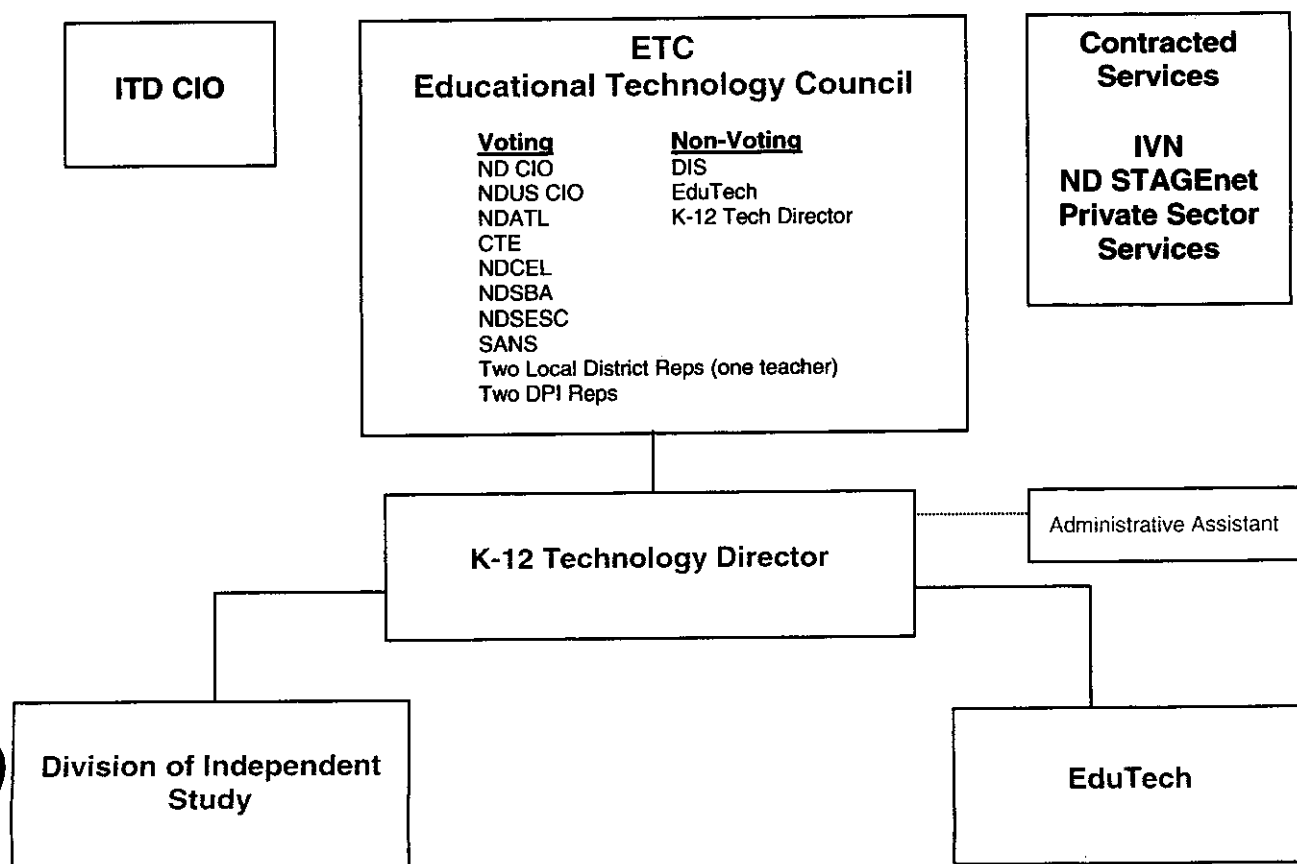 ITD CIO
ETC
Educational Technology Council
Voting Non-Voting
ND CIO DIS
NDUS CIO EduTech
NDATL K-12 Tech Director
CTE
NDCEL
NDSBA
NDSESC
SANS
Two Local District Reps (one teacher)
Two DPI Reps
Contracted
Services
IVN
ND STAGEnet
Private Sector
Services
K-12 Technology Director
Administrative Assistant
Division of Independent
Study
EduTech